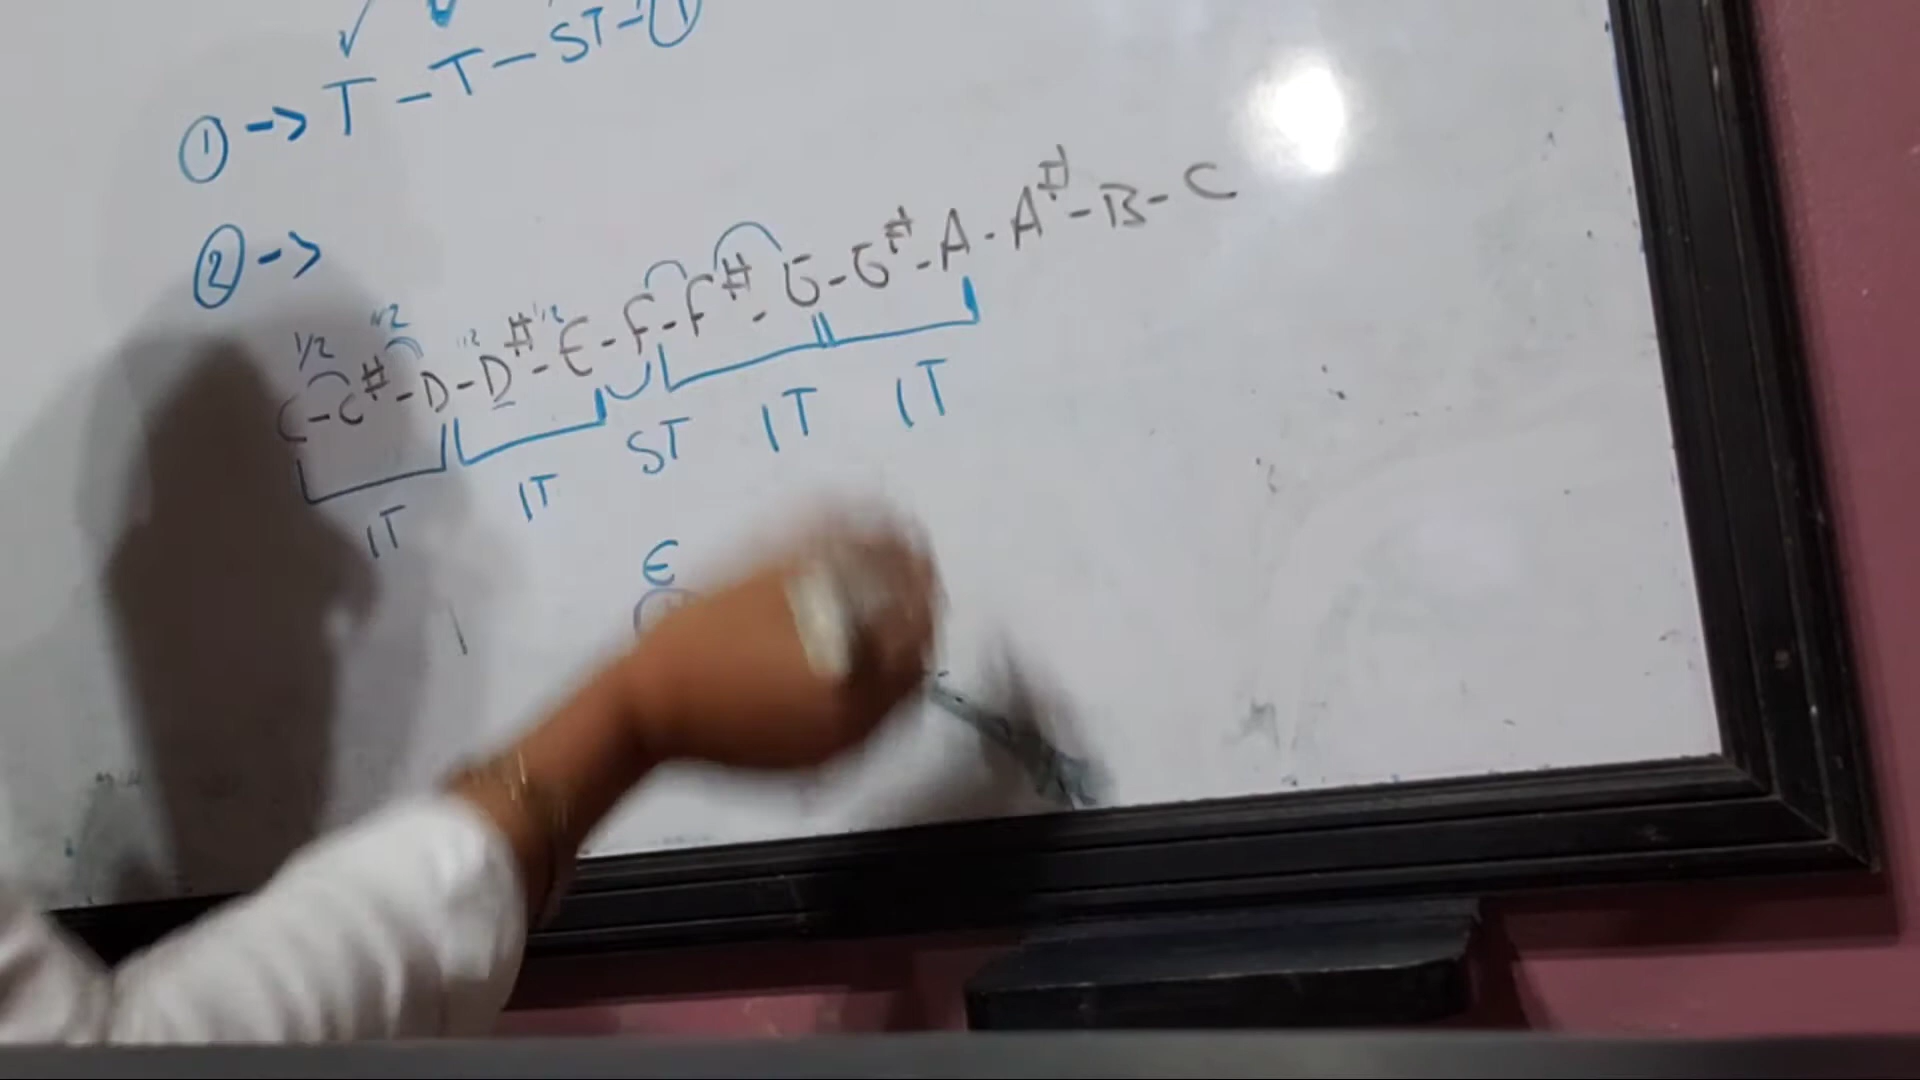 ① -> T - T - ST - ①
② ->
1/2 1/2 1/2 1/2
C - C# - D - D# - E - F - F# - G - G# - A - A# - B - C
1T 1T ST 1T 1T
E